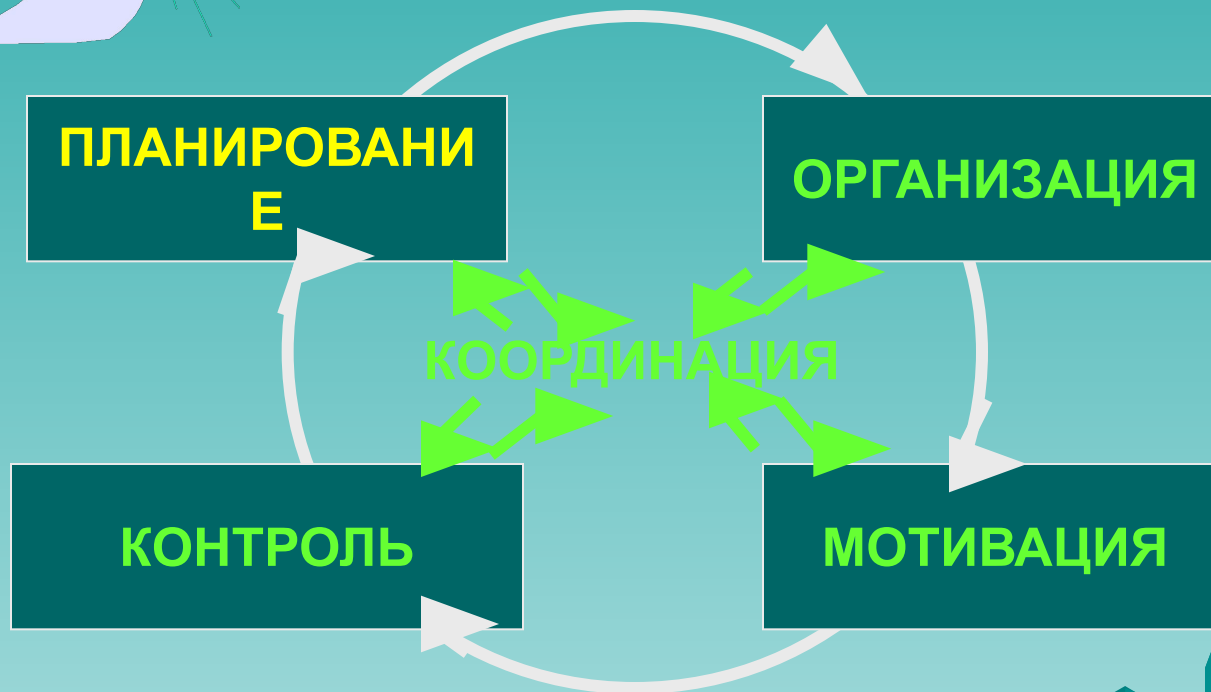 ПЛАНИРОВАНИ
Е
ОРГАНИЗАЦИЯ
КООРДИНАЦИЯ
КОНТРОЛЬ
МОТИВАЦИЯ